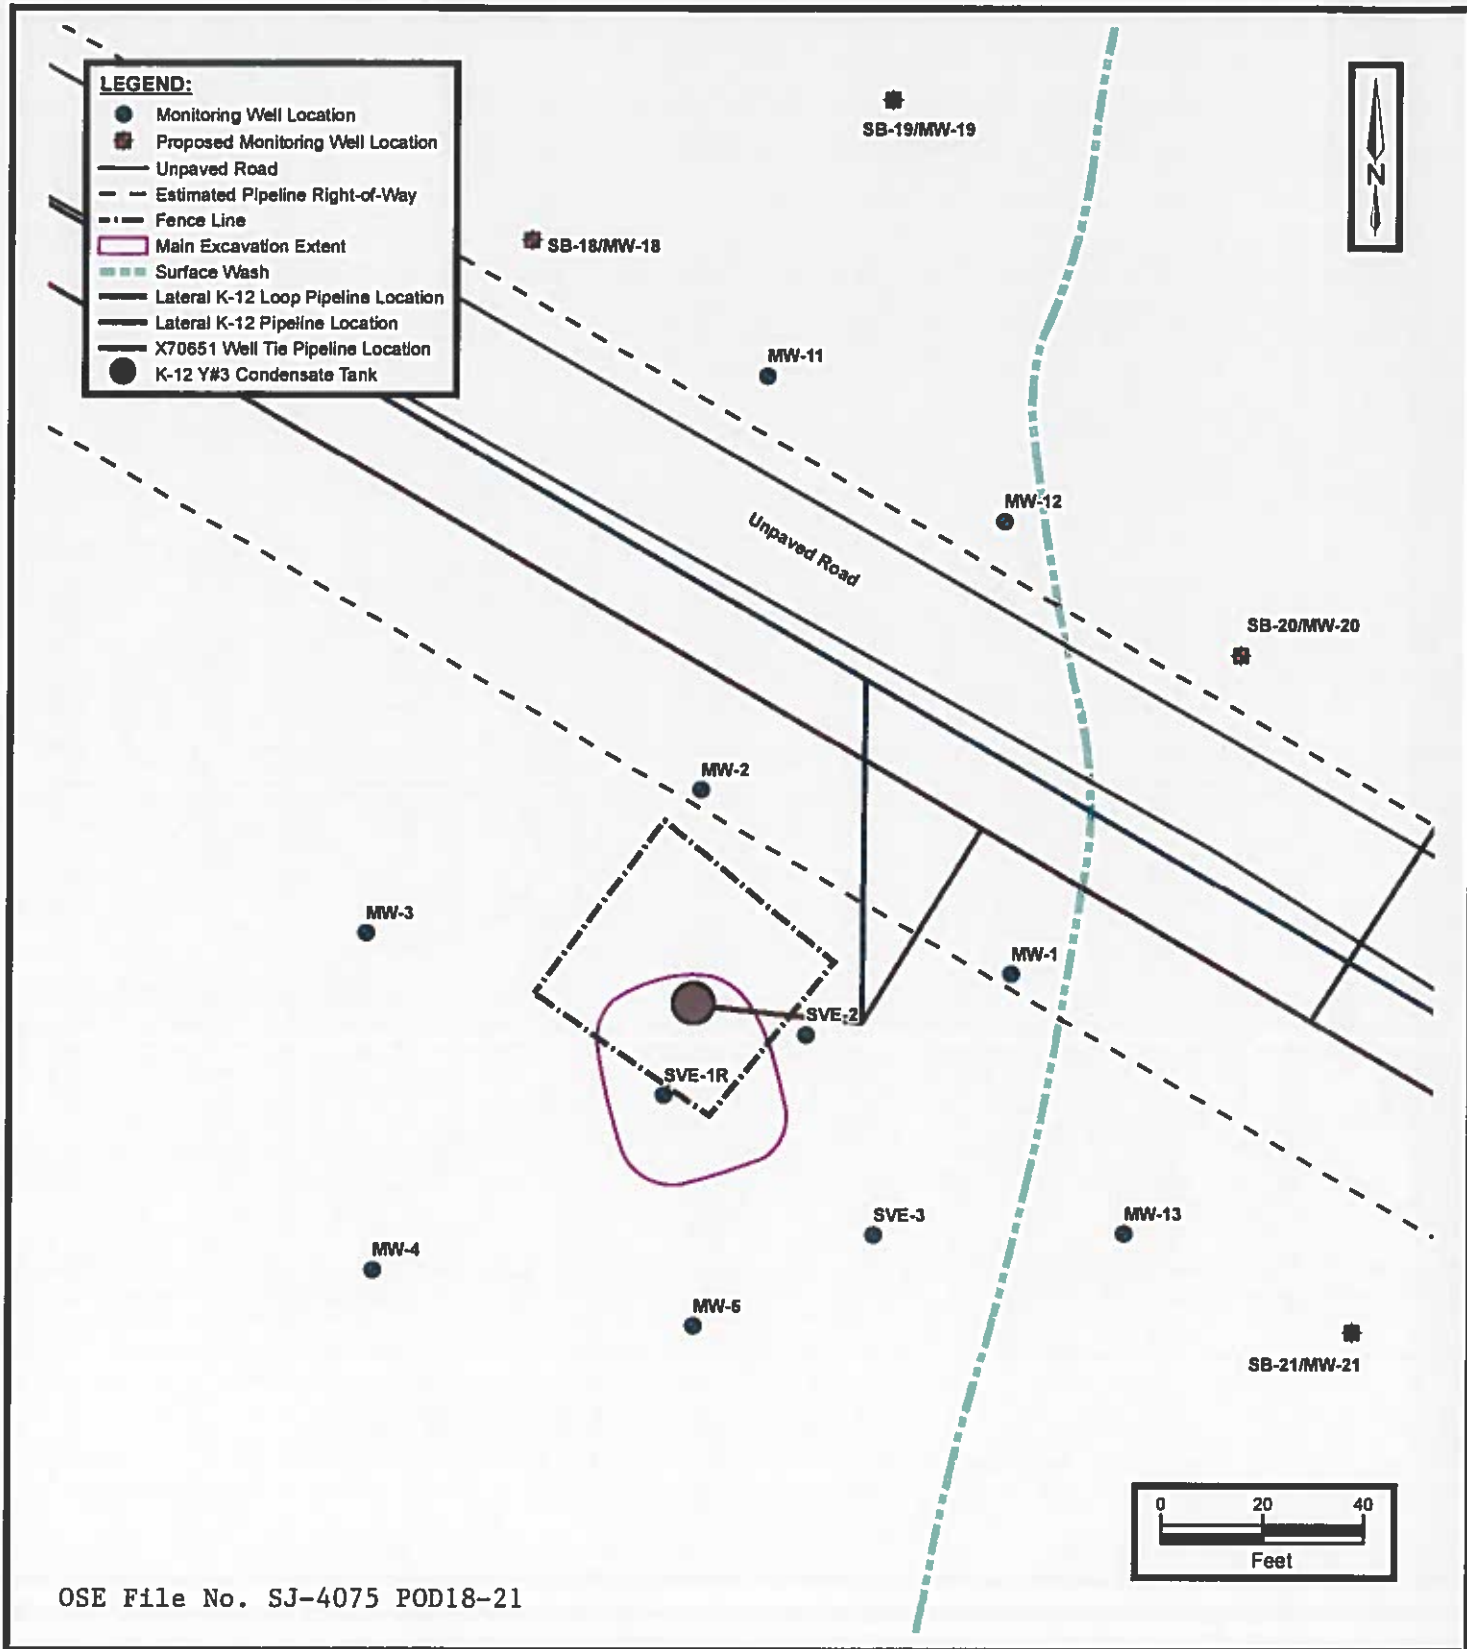 LEGEND:
Monitoring Well Location
Proposed Monitoring Well Location
Unpaved Road
Estimated Pipeline Right-of-Way
Fence Line
Main Excavation Extent
Surface Wash
Lateral K-12 Loop Pipeline Location
Lateral K-12 Pipeline Location
X70651 Well Tie Pipeline Location
K-12 Y#3 Condensate Tank
N
SB-19/MW-19
SB-18/MW-18
MW-11
MW-12
Unpaved Road
SB-20/MW-20
MW-2
MW-3
MW-1
SVE-2
SVE-1R
SVE-3
MW-13
MW-4
MW-5
SB-21/MW-21
0 20 40
Feet
OSE File No. SJ-4075 POD18-21